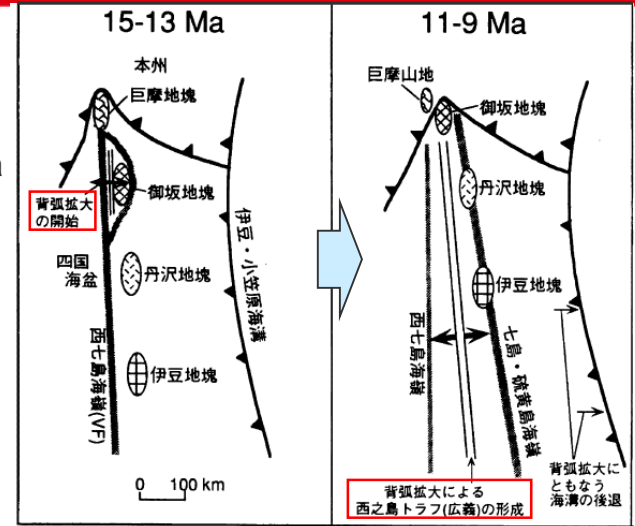 15-13 Ma
本州
巨摩地塊
御坂地塊
背弧拡大
の開始
四国
海盆
丹沢地塊
伊豆・小笠原海溝
西七島海嶺(VF)
伊豆地塊
0 100 km
11-9 Ma
巨摩山地
御坂地塊
丹沢地塊
伊豆地塊
西七島海嶺
七島・硫黄島海嶺
背弧拡大による
西之島トラフ(広義)の形成
背弧拡大に
ともなう
海溝の後退